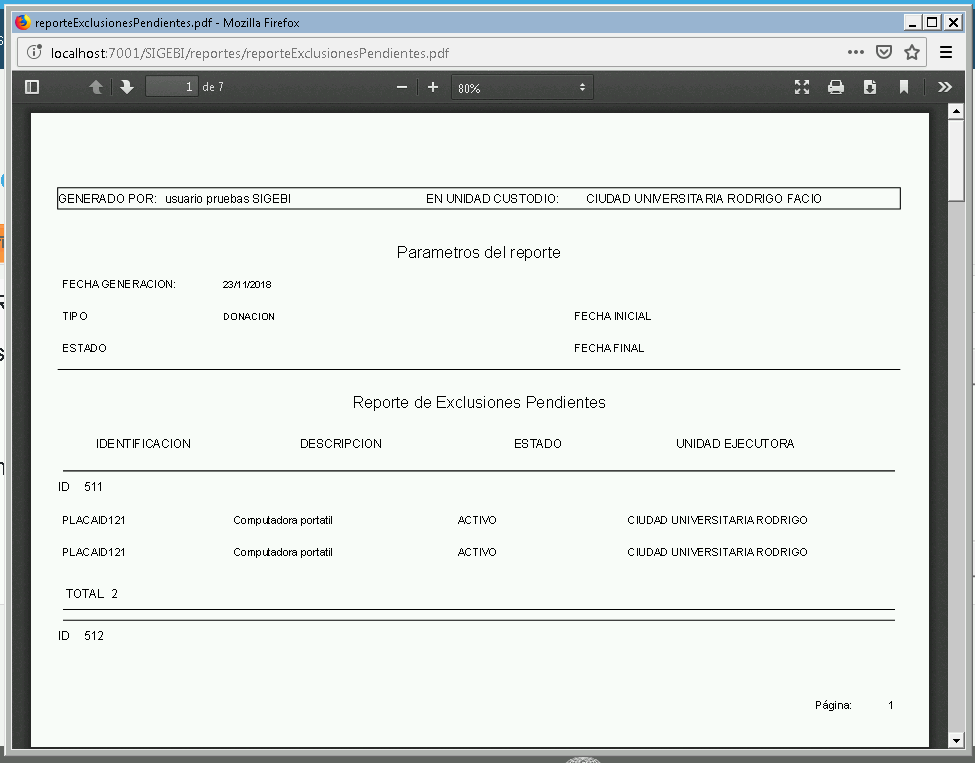 reporteExclusionesPendientes.pdf - Mozilla Firefox
localhost:7001/SIGEBI/reportes/reporteExclusionesPendientes.pdf
1 de 7 80%
GENERADO POR: usuario pruebas SIGEBI EN UNIDAD CUSTODIO: CIUDAD UNIVERSITARIA RODRIGO FACIO
Parametros del reporte
FECHA GENERACION: 23/11/2018
TIPO DONACION FECHA INICIAL
ESTADO FECHA FINAL
Reporte de Exclusiones Pendientes
IDENTIFICACION DESCRIPCION ESTADO UNIDAD EJECUTORA
ID 511
PLACAID121 Computadora portatil ACTIVO CIUDAD UNIVERSITARIA RODRIGO
PLACAID121 Computadora portatil ACTIVO CIUDAD UNIVERSITARIA RODRIGO
TOTAL 2
ID 512
Página: 1